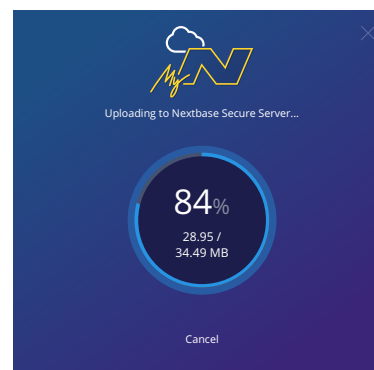 My N
Uploading to Nextbase Secure Server...
84%
28.95 /
34.49 MB
Cancel